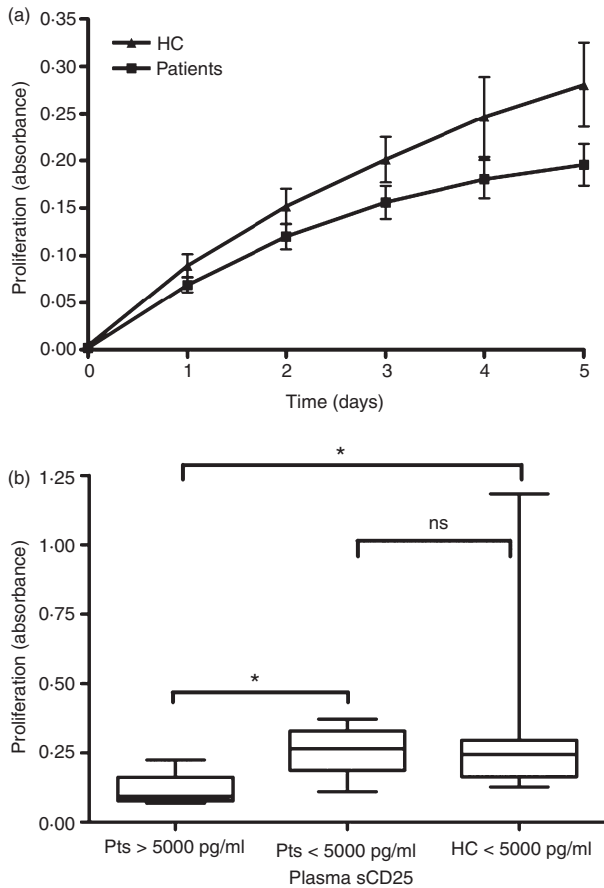 (a)
0·35
0·30
0·25
0·20
0·15
0·10
0·05
0·00
Proliferation (absorbance)
HC
Patients
0 1 2 3 4 5
Time (days)
(b)
1·25
1·00
0·75
0·50
0·25
0·00
Proliferation (absorbance)
*
ns
*
Pts > 5000 pg/ml Pts < 5000 pg/ml HC < 5000 pg/ml
Plasma sCD25